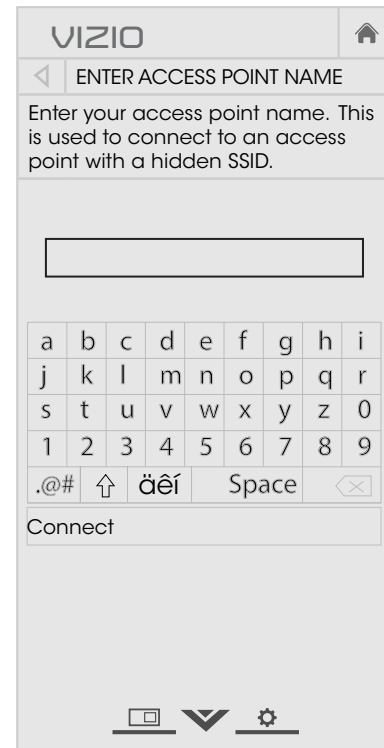 VIZIO
ENTER ACCESS POINT NAME
Enter your access point name. This
is used to connect to an access
point with a hidden SSID.
a b c d e f g h i
j k l m n o p q r
s t u v w x y z 0
1 2 3 4 5 6 7 8 9
.@# äêí Space
Connect